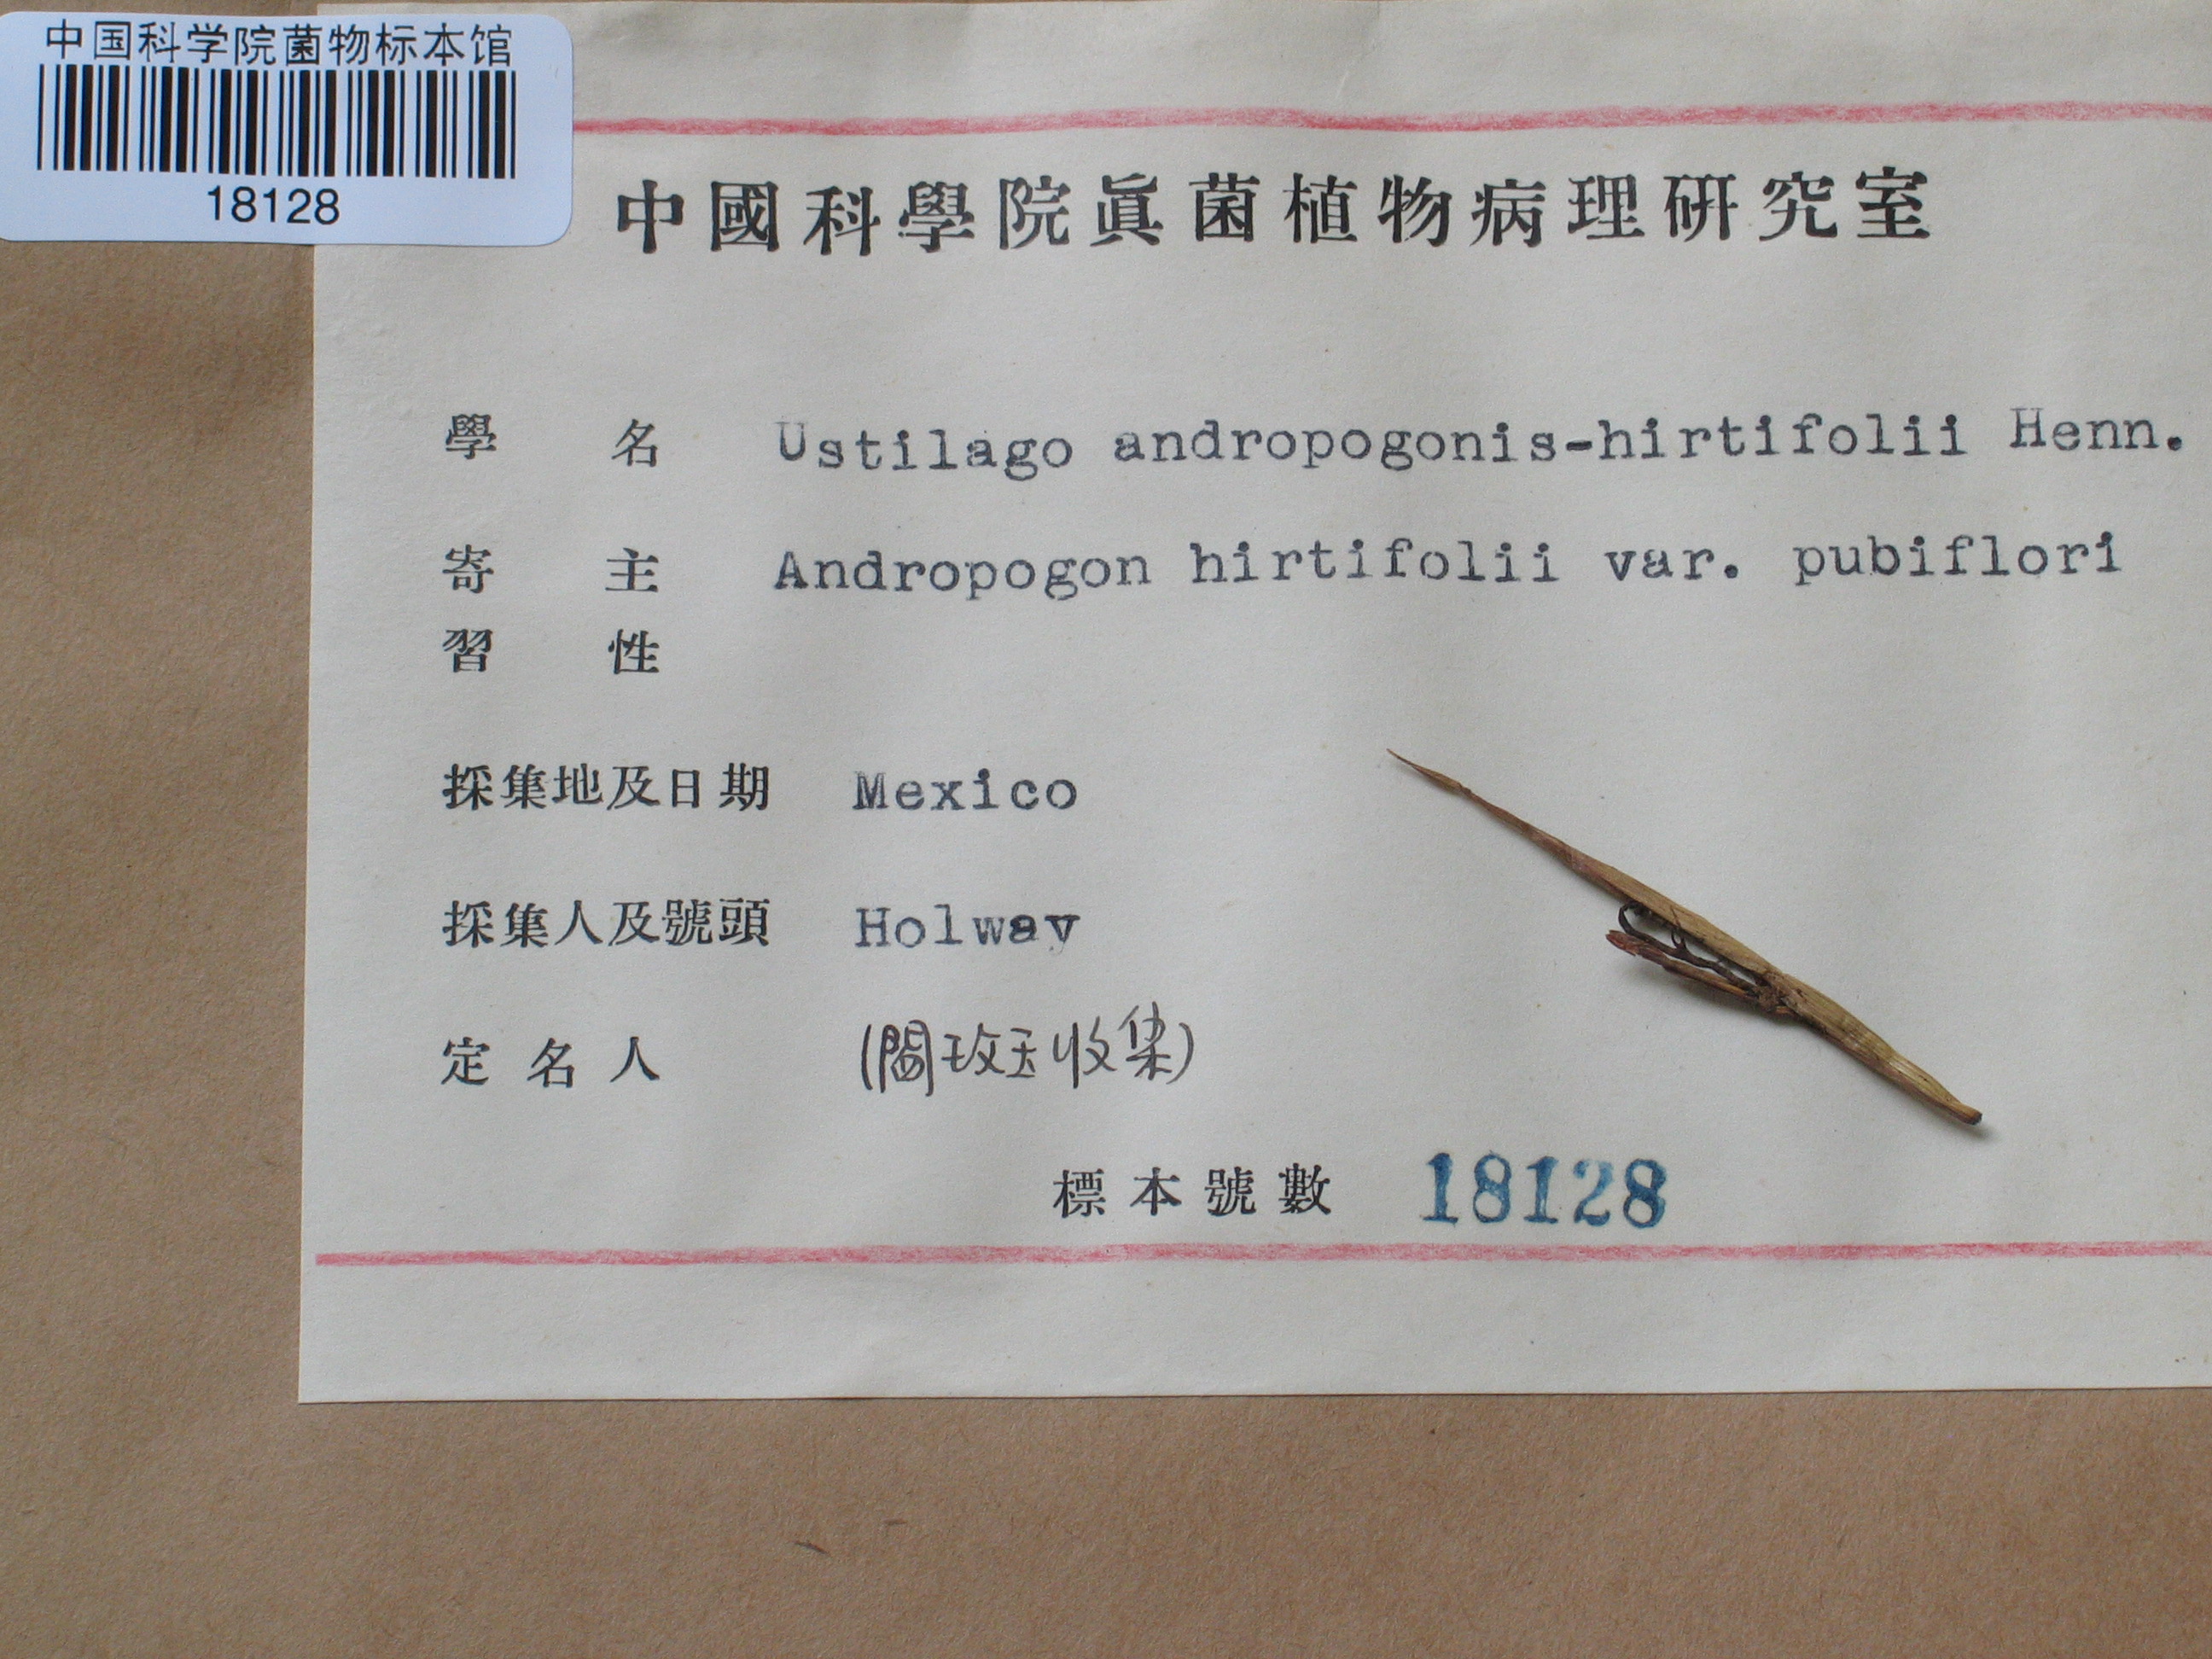 中国科学院菌物标本馆
18128
中國科學院眞菌植物病理研究室
學名 Ustilago andropogonis-hirtifolii Henn.
寄主 Andropogon hirtifolii var. pubiflori
習性
採集地及日期 Mexico
採集人及號頭 Holway
定名人 (閻玫玉收集)
標本號數 18128